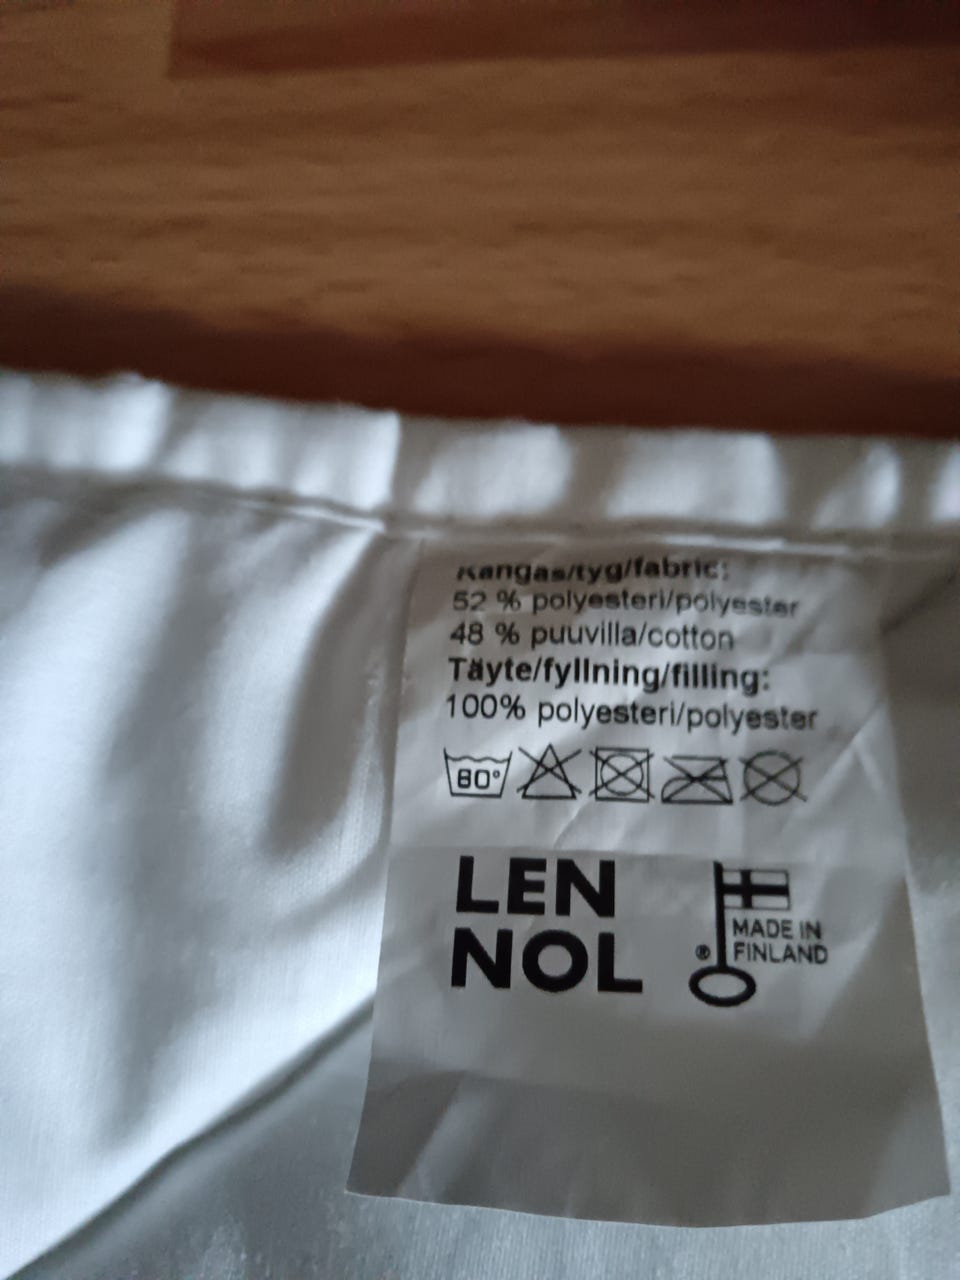 Kangas/tyg/fabric:
52 % polyesteri/polyester
48 % puuvilla/cotton
Täyte/fyllning/filling:
100% polyesteri/polyester
80°
LEN
NOL
MADE IN
® FINLAND